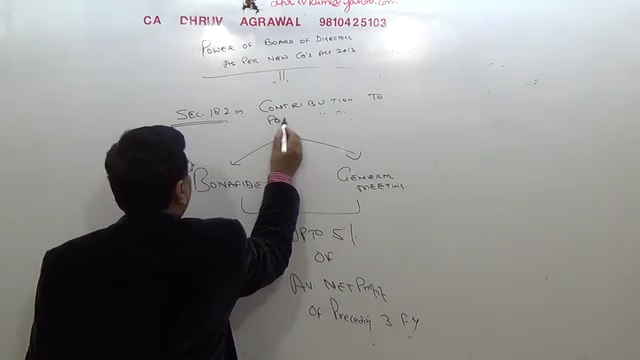 CA DHRUV AGRAWAL 9810425103
POWER OF BOARD OF DIRECTORS
AS PER NEW CO'S ACT 2013
SEC. 182 ⇒ CONTRIBUTION TO
PO
BONAFIDE GENERAL
MEETING
UPTO 5%
OF
AV. NET PROFIT
OF Preceding 3 F.Y